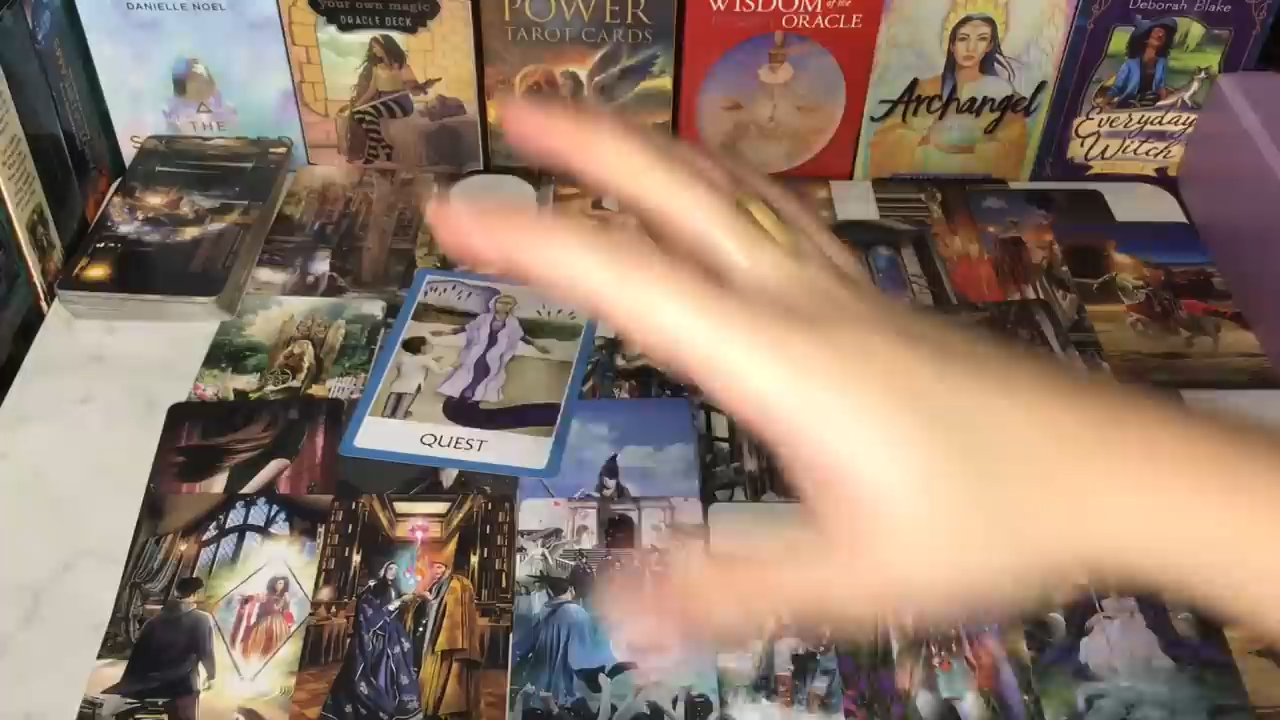 DANIELLE NOEL
THE
your own magic
ORACLE DECK
POWER
TAROT CARDS
WISDOM of the
ORACLE
Archangel
Deborah Blake
Everyday
Witch
QUEST